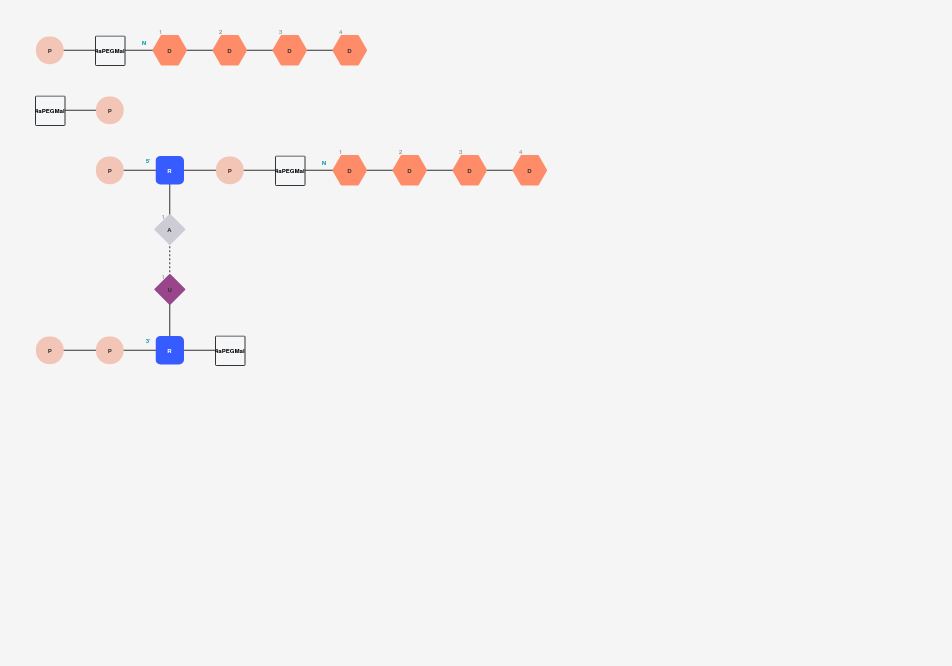 1 2 3 4
N
P 4aPEGMal D D D D
4aPEGMal P
1 2 3 4
5' N
P R P 4aPEGMal D D D D
1
A
1
U
3'
P P R 4aPEGMal